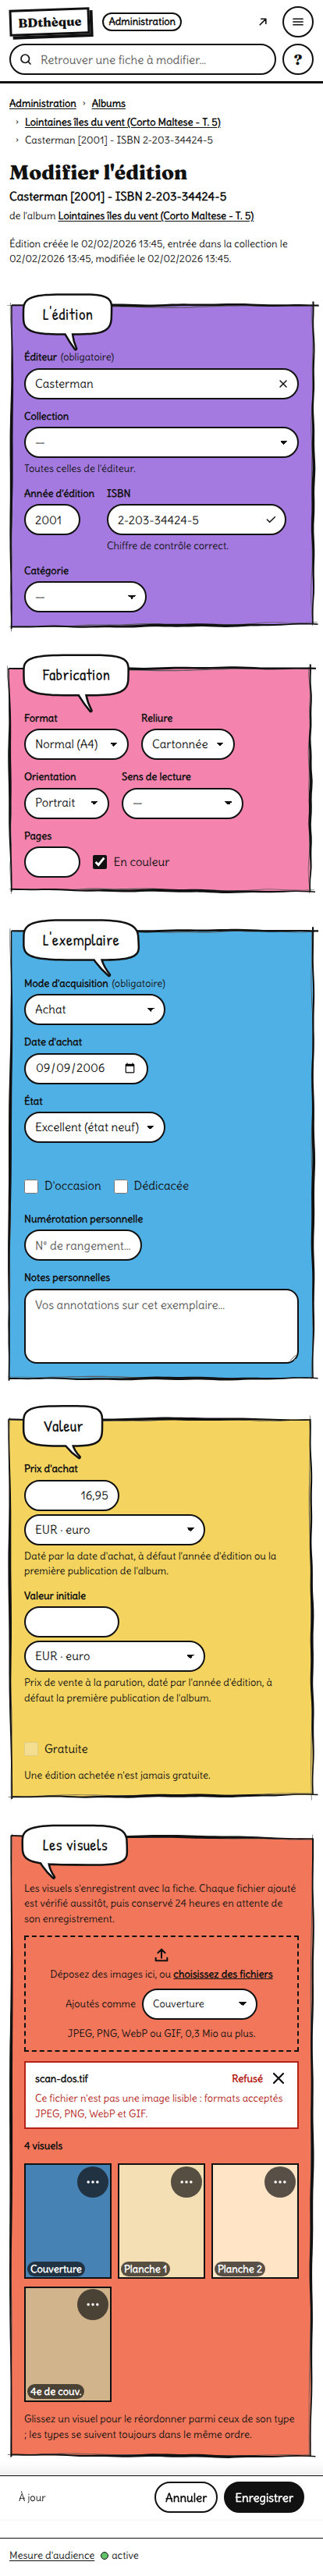 BDthèque Administration
Retrouver une fiche à modifier... ?
Administration › Albums
› Lointaines îles du vent (Corto Maltese - T. 5)
› Casterman [2001] - ISBN 2-203-34424-5
Modifier l'édition
Casterman [2001] - ISBN 2-203-34424-5
de l'album Lointaines îles du vent (Corto Maltese - T. 5)
Édition créée le 02/02/2026 13:45, entrée dans la collection le
02/02/2026 13:45, modifiée le 02/02/2026 13:45.
L'édition
Éditeur (obligatoire)
Casterman
Collection
—
Toutes celles de l'éditeur.
Année d'édition ISBN
2001 2-203-34424-5
Chiffre de contrôle correct.
Catégorie
—
Fabrication
Format Reliure
Normal (A4) Cartonnée
Orientation Sens de lecture
Portrait —
Pages
En couleur
L'exemplaire
Mode d'acquisition (obligatoire)
Achat
Date d'achat
09/09/2006
État
Excellent (état neuf)
D'occasion Dédicacée
Numérotation personnelle
N° de rangement...
Notes personnelles
Vos annotations sur cet exemplaire...
Valeur
Prix d'achat
16,95
EUR · euro
Daté par la date d'achat, à défaut l'année d'édition ou la
première publication de l'album.
Valeur initiale
EUR · euro
Prix de vente à la parution, daté par l'année d'édition, à
défaut la première publication de l'album.
Gratuite
Une édition achetée n'est jamais gratuite.
Les visuels
Les visuels s'enregistrent avec la fiche. Chaque fichier ajouté
est vérifié aussitôt, puis conservé 24 heures en attente de
son enregistrement.
Déposez des images ici, ou choisissez des fichiers
Ajoutés comme Couverture
JPEG, PNG, WebP ou GIF, 0,3 Mio au plus.
scan-dos.tif Refusé
Ce fichier n'est pas une image lisible : formats acceptés
JPEG, PNG, WebP et GIF.
4 visuels
Couverture Planche 1 Planche 2
4e de couv.
Glissez un visuel pour le réordonner parmi ceux de son type
; les types se suivent toujours dans le même ordre.
À jour Annuler Enregistrer
Mesure d'audience active